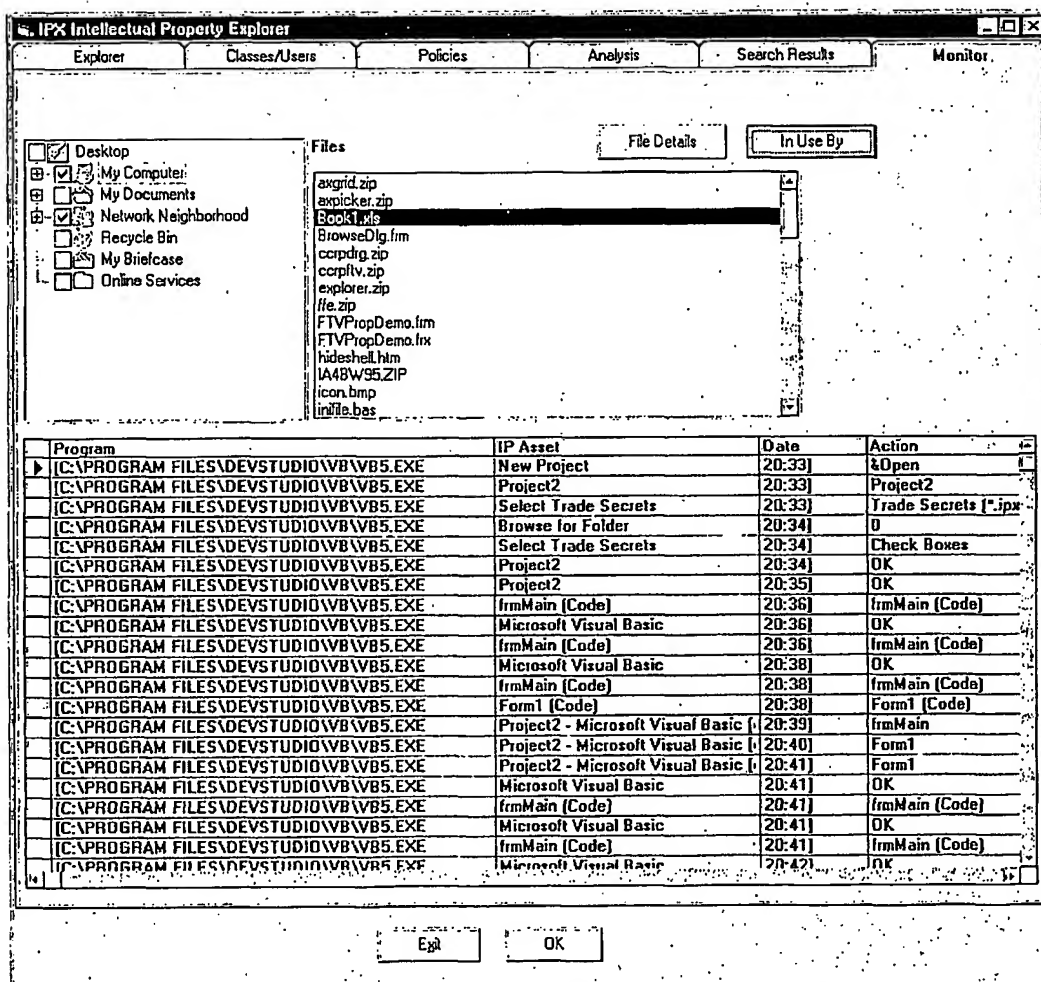 IPX Intellectual Property Explorer
Explorer Classes/Users Policies Analysis Search Results Monitor
Files File Details In Use By
Desktop
My Computer
My Documents
Network Neighborhood
Recycle Bin
My Briefcase
Online Services
axgrid.zip
axpicker.zip
Book1.xls
BrowseDlg.frm
ccrpdrg.zip
ccrpftv.zip
explorer.zip
ffe.zip
FTVPropDemo.frm
FTVPropDemo.frx
hideshell.htm
IA48W95.ZIP
icon.bmp
inifile.bas
Program IP Asset Date Action
[C:\PROGRAM FILES\DEVSTUDIO\VB\VB5.EXE New Project 20:33] &Open
[C:\PROGRAM FILES\DEVSTUDIO\VB\VB5.EXE Project2 20:33] Project2
[C:\PROGRAM FILES\DEVSTUDIO\VB\VB5.EXE Select Trade Secrets 20:33] Trade Secrets [*.ipx
[C:\PROGRAM FILES\DEVSTUDIO\VB\VB5.EXE Browse for Folder 20:34] 0
[C:\PROGRAM FILES\DEVSTUDIO\VB\VB5.EXE Select Trade Secrets 20:34] Check Boxes
[C:\PROGRAM FILES\DEVSTUDIO\VB\VB5.EXE Project2 20:34] OK
[C:\PROGRAM FILES\DEVSTUDIO\VB\VB5.EXE Project2 20:35] OK
[C:\PROGRAM FILES\DEVSTUDIO\VB\VB5.EXE frmMain (Code) 20:36] frmMain (Code)
[C:\PROGRAM FILES\DEVSTUDIO\VB\VB5.EXE Microsoft Visual Basic 20:36] OK
[C:\PROGRAM FILES\DEVSTUDIO\VB\VB5.EXE frmMain (Code) 20:36] frmMain (Code)
[C:\PROGRAM FILES\DEVSTUDIO\VB\VB5.EXE Microsoft Visual Basic 20:38] OK
[C:\PROGRAM FILES\DEVSTUDIO\VB\VB5.EXE frmMain (Code) 20:38] frmMain (Code)
[C:\PROGRAM FILES\DEVSTUDIO\VB\VB5.EXE Form1 (Code) 20:38] Form1 (Code)
[C:\PROGRAM FILES\DEVSTUDIO\VB\VB5.EXE Project2 - Microsoft Visual Basic [ 20:39] frmMain
[C:\PROGRAM FILES\DEVSTUDIO\VB\VB5.EXE Project2 - Microsoft Visual Basic [ 20:40] Form1
[C:\PROGRAM FILES\DEVSTUDIO\VB\VB5.EXE Project2 - Microsoft Visual Basic [ 20:41] Form1
[C:\PROGRAM FILES\DEVSTUDIO\VB\VB5.EXE Microsoft Visual Basic 20:41] OK
[C:\PROGRAM FILES\DEVSTUDIO\VB\VB5.EXE frmMain (Code) 20:41] frmMain (Code)
[C:\PROGRAM FILES\DEVSTUDIO\VB\VB5.EXE Microsoft Visual Basic 20:41] OK
[C:\PROGRAM FILES\DEVSTUDIO\VB\VB5.EXE frmMain (Code) 20:41] frmMain (Code)
[C:\PROGRAM FILES\DEVSTUDIO\VB\VB5.EXE Microsoft Visual Basic 20:42] OK
Exit OK